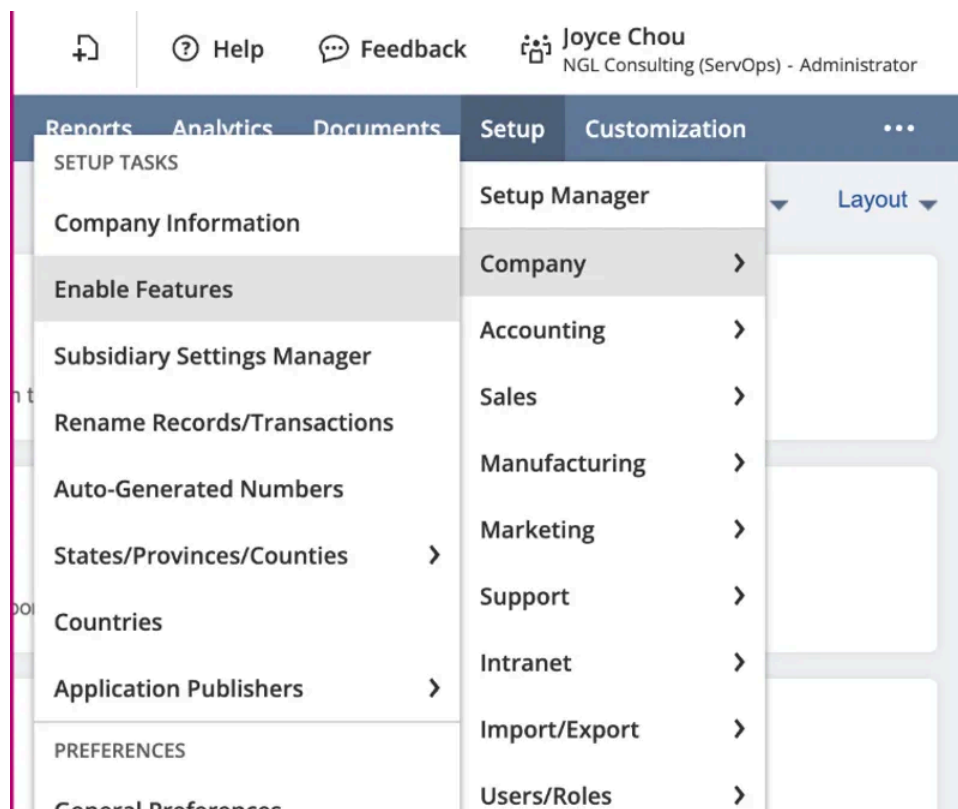 Help
Feedback
Joyce Chou
NGL Consulting (ServOps) - Administrator
Reports
Analytics
Documents
Setup
Customization
SETUP TASKS
Company Information
Enable Features
Subsidiary Settings Manager
Rename Records/Transactions
Auto-Generated Numbers
States/Provinces/Counties
Countries
Application Publishers
PREFERENCES
General Preferences
Setup Manager
Company
Accounting
Sales
Manufacturing
Marketing
Support
Intranet
Import/Export
Users/Roles
Layout